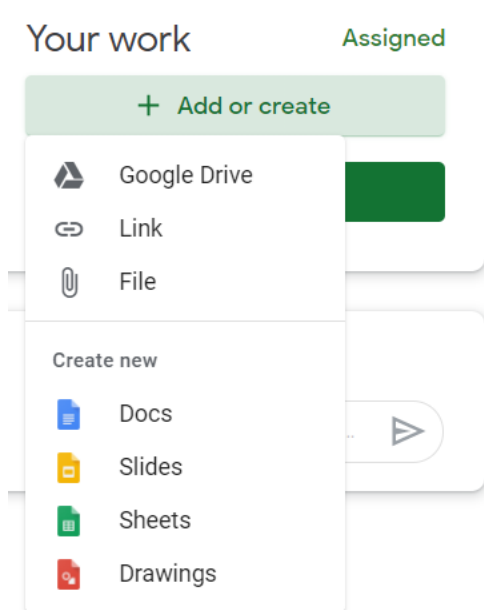 Your work
Assigned
+ Add or create
Google Drive
Link
File
Create new
Docs
..
Slides
Sheets
Drawings